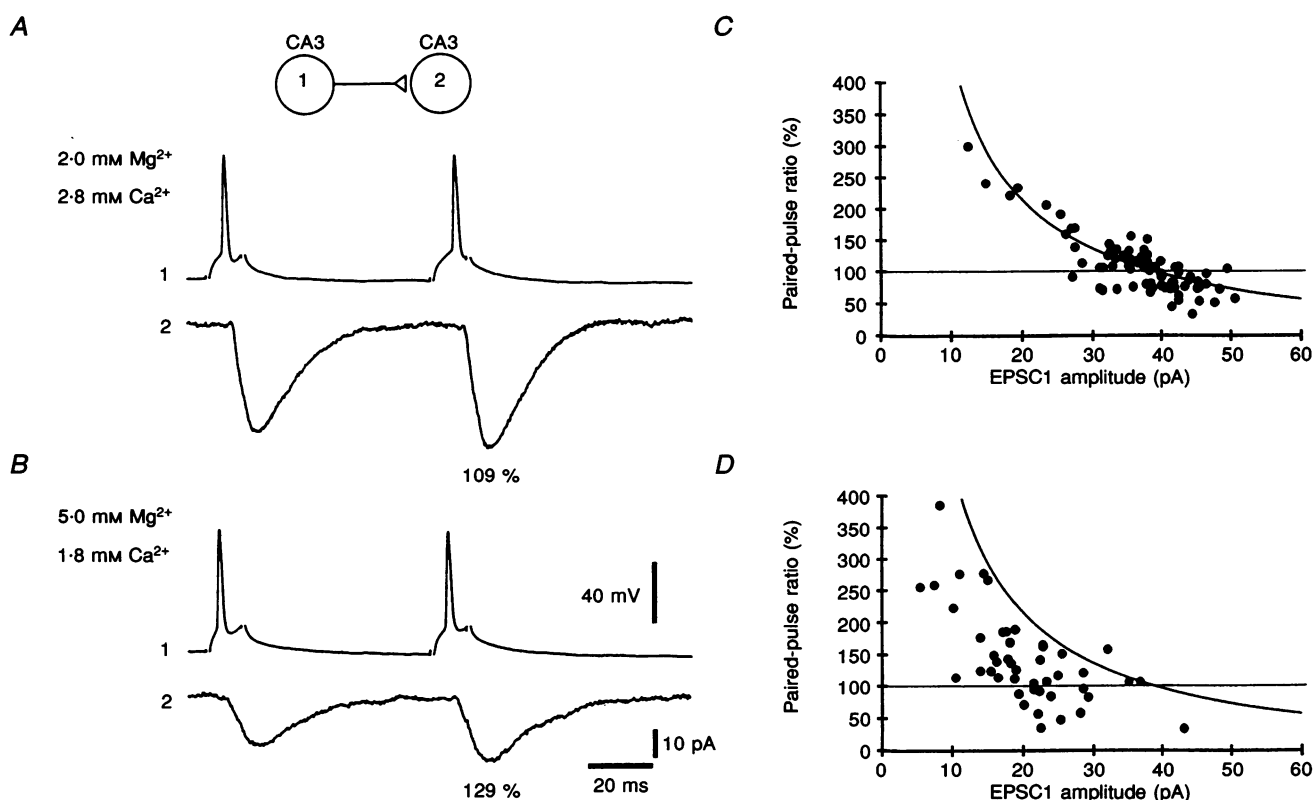 A
CA3 CA3
1 2
2·0 mM Mg²⁺
2·8 mM Ca²⁺
1
2
109 %
B
5·0 mM Mg²⁺
1·8 mM Ca²⁺
40 mV
1
2
10 pA
20 ms
129 %
C
Paired-pulse ratio (%)
400
350
300
250
200
150
100
50
0
0 10 20 30 40 50 60
EPSC1 amplitude (pA)
D
Paired-pulse ratio (%)
400
350
300
250
200
150
100
50
0
0 10 20 30 40 50 60
EPSC1 amplitude (pA)